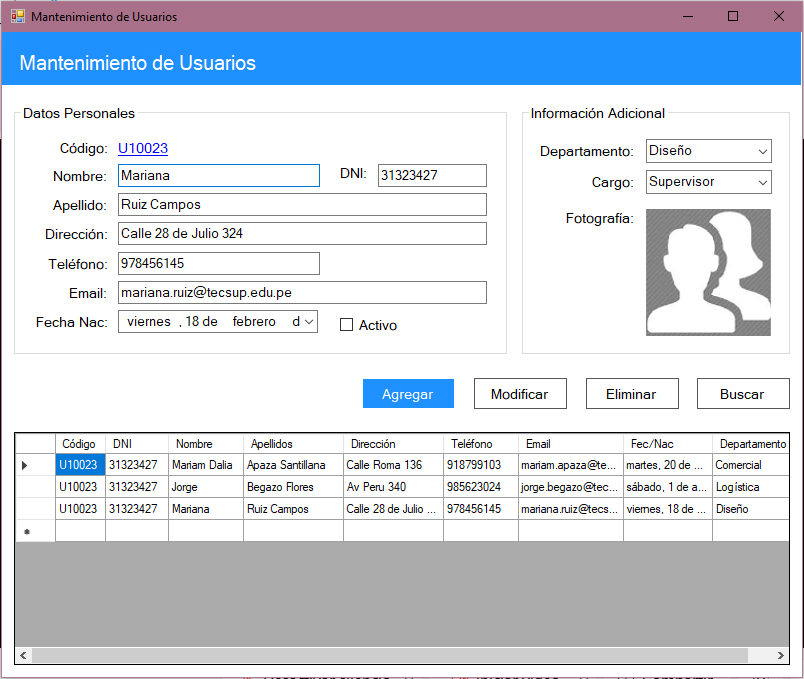 Mantenimiento de Usuarios
Mantenimiento de Usuarios
Datos Personales
Código: U10023
Nombre: Mariana DNI: 31323427
Apellido: Ruiz Campos
Dirección: Calle 28 de Julio 324
Teléfono: 978456145
Email: mariana.ruiz@tecsup.edu.pe
Fecha Nac: viernes , 18 de febrero d Activo
Información Adicional
Departamento: Diseño
Cargo: Supervisor
Fotografía:
Agregar Modificar Eliminar Buscar
Código DNI Nombre Apellidos Dirección Teléfono Email Fec/Nac Departamento
U10023 31323427 Mariam Dalia Apaza Santillana Calle Roma 136 918799103 mariam.apaza@te... martes, 20 de ... Comercial
U10023 31323427 Jorge Begazo Flores Av Peru 340 985623024 jorge.begazo@tec... sábado, 1 de a... Logística
U10023 31323427 Mariana Ruiz Campos Calle 28 de Julio ... 978456145 mariana.ruiz@tecs... viernes, 18 de ... Diseño